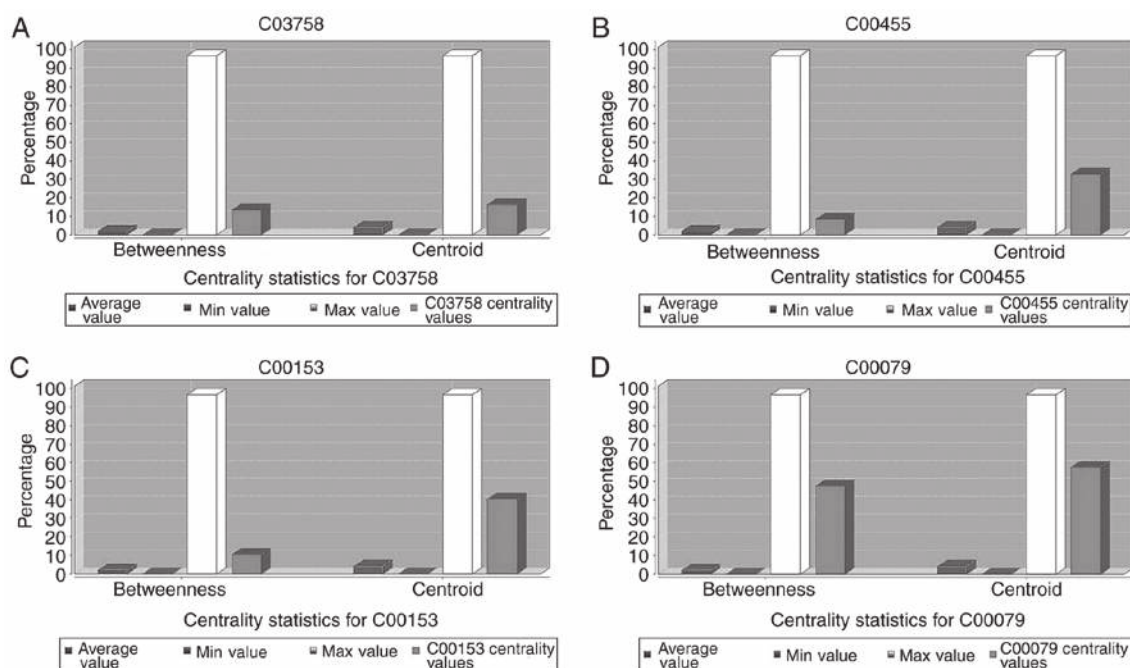 A
C03758
Percentage
100
90
80
70
60
50
40
30
20
10
0
Betweenness
Centroid
Centrality statistics for C03758
Average value
Min value
Max value
C03758 centrality values
B
C00455
Percentage
100
90
80
70
60
50
40
30
20
10
0
Betweenness
Centroid
Centrality statistics for C00455
Average value
Min value
Max value
C00455 centrality values
C
C00153
Percentage
100
90
80
70
60
50
40
30
20
10
0
Betweenness
Centroid
Centrality statistics for C00153
Average value
Min value
Max value
C00153 centrality values
D
C00079
Percentage
100
90
80
70
60
50
40
30
20
10
0
Betweenness
Centroid
Centrality statistics for C00079
Average value
Min value
Max value
C00079 centrality values